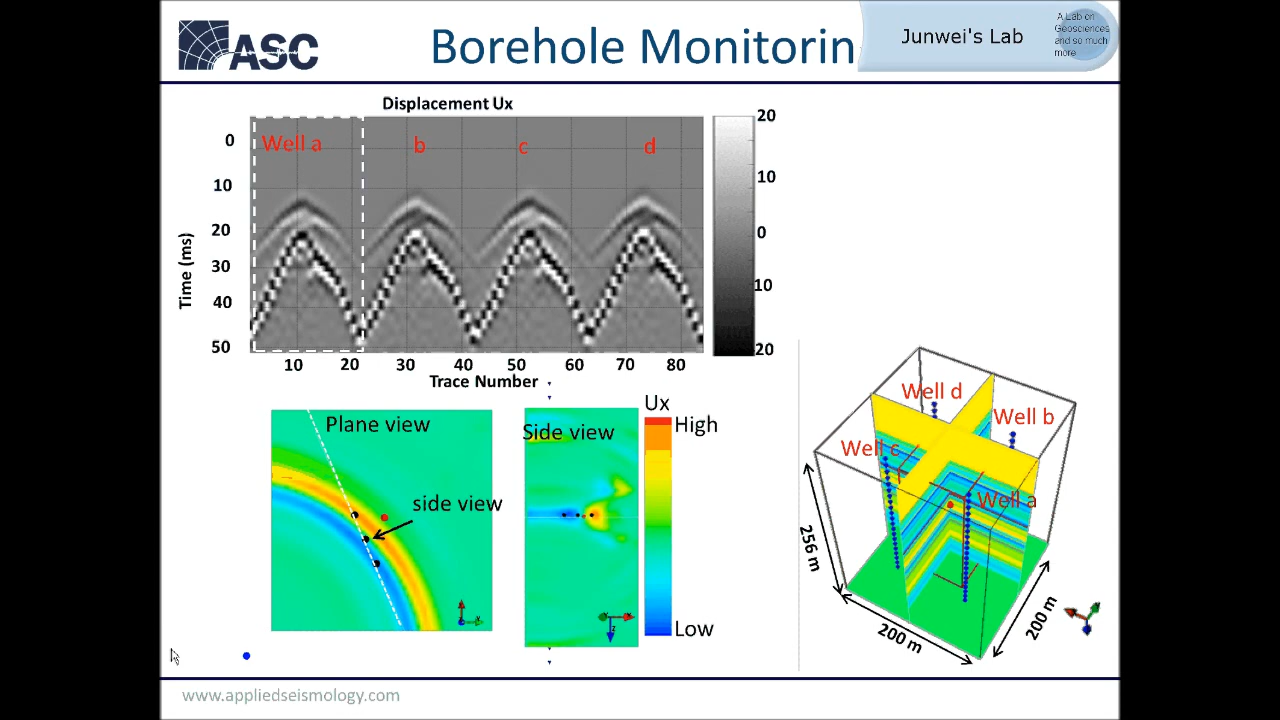 ASC
Borehole Monitorin
Junwei's Lab
A Lab on
Geosciences
and so much
more
Displacement Ux
Well a
b
c
d
0
10
20
30
40
50
Time (ms)
10
20
30
40
50
60
70
80
Trace Number
20
10
0
10
20
Plane view
side view
Side view
Ux
High
Low
z
Well d
Well b
Well c
Well a
256 m
200 m
200 m
www.appliedseismology.com